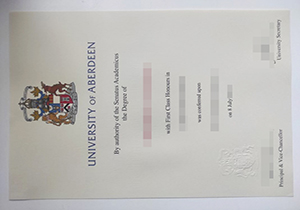 UNIVERSITY OF ABERDEEN
By authority of the Senatus Academicus
the Degree of
with First Class Honours in
was conferred upon
on 8 July
University Secretary
Principal & Vice-Chancellor